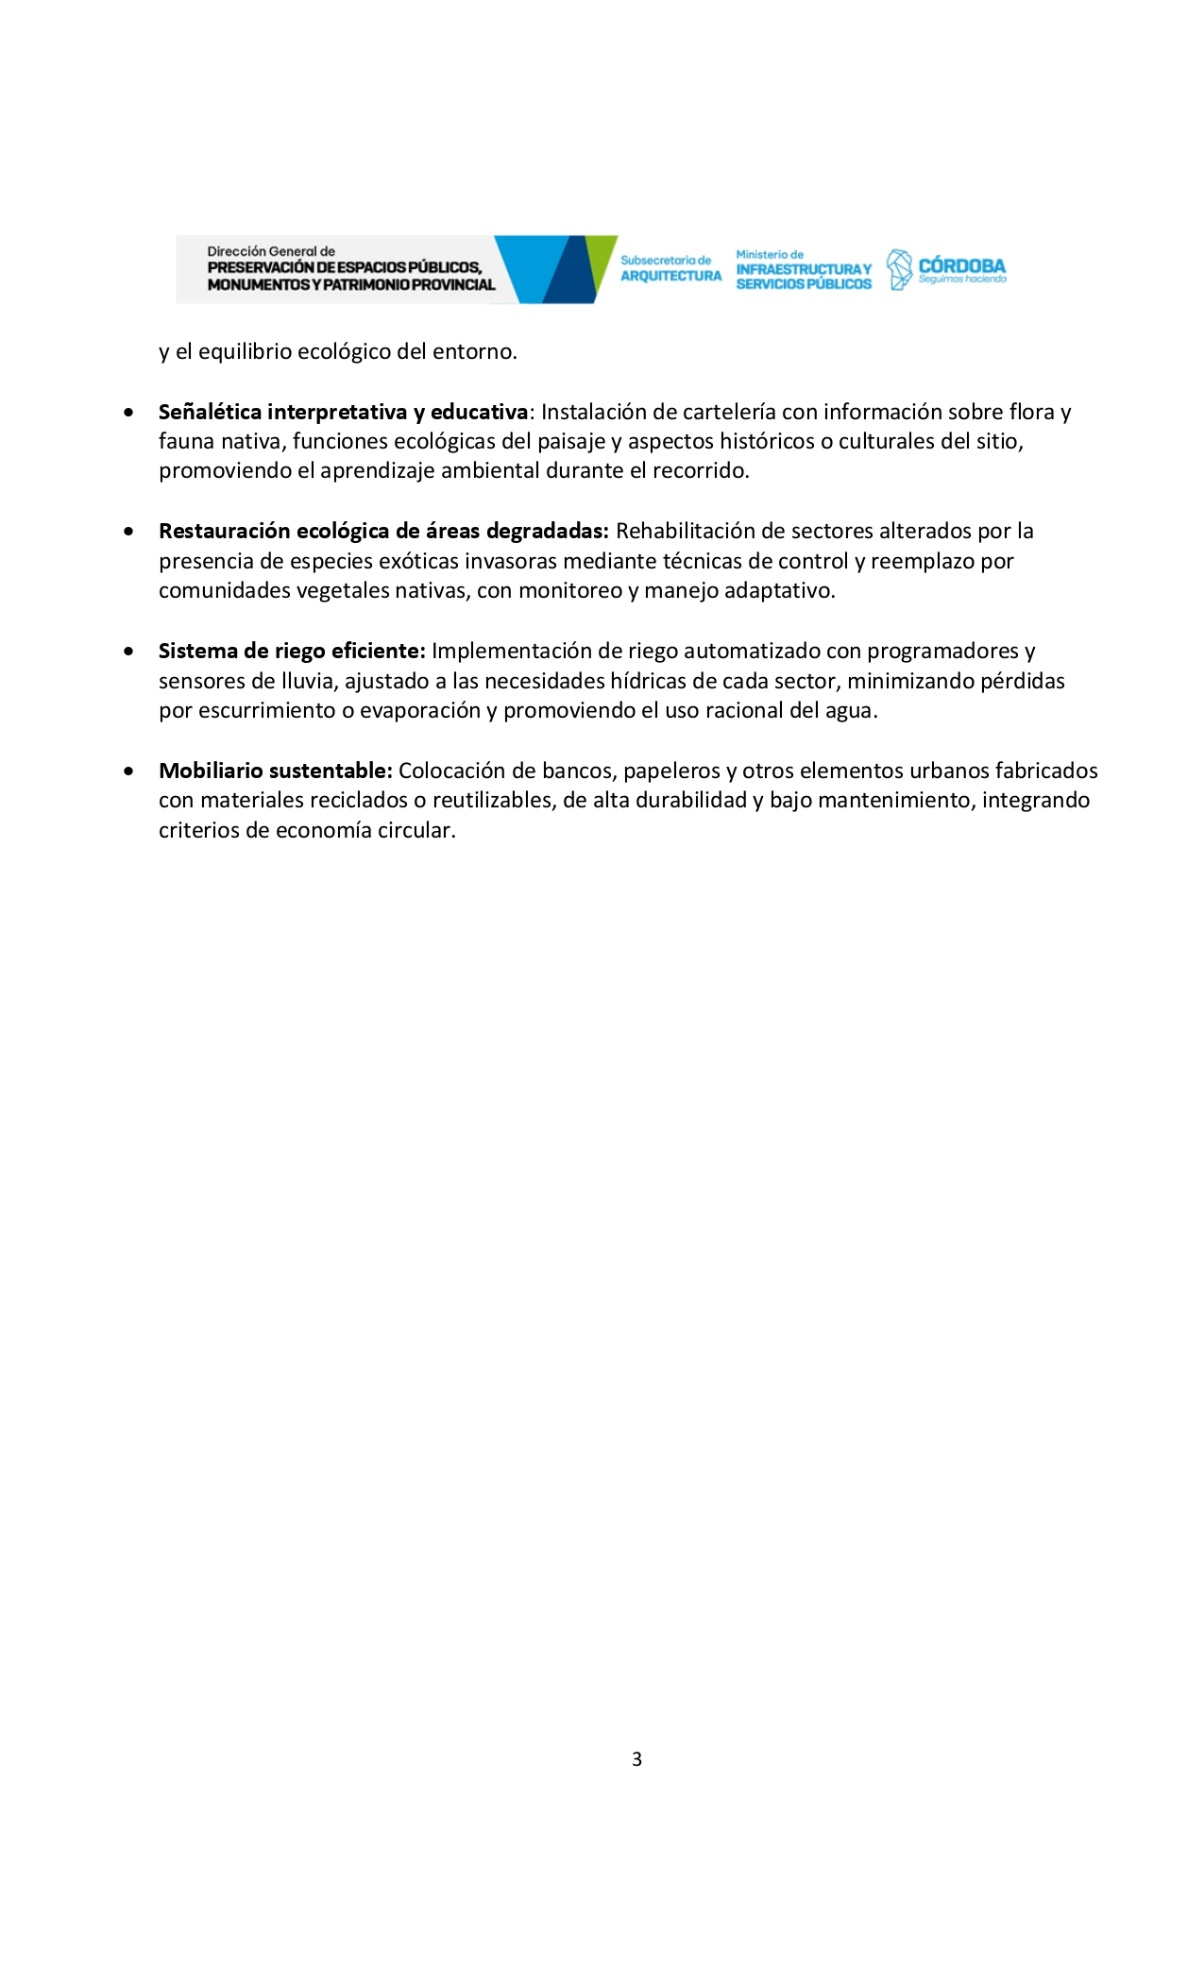 Dirección General de
PRESERVACIÓN DE ESPACIOS PÚBLICOS,
MONUMENTOS Y PATRIMONIO PROVINCIAL
Subsecretaria de
ARQUITECTURA
Ministerio de
INFRAESTRUCTURA Y
SERVICIOS PÚBLICOS
CÓRDOBA
Seguimos haciendo
y el equilibrio ecológico del entorno.
• Señalética interpretativa y educativa: Instalación de cartelería con información sobre flora y
fauna nativa, funciones ecológicas del paisaje y aspectos históricos o culturales del sitio,
promoviendo el aprendizaje ambiental durante el recorrido.
• Restauración ecológica de áreas degradadas: Rehabilitación de sectores alterados por la
presencia de especies exóticas invasoras mediante técnicas de control y reemplazo por
comunidades vegetales nativas, con monitoreo y manejo adaptativo.
• Sistema de riego eficiente: Implementación de riego automatizado con programadores y
sensores de lluvia, ajustado a las necesidades hídricas de cada sector, minimizando pérdidas
por escurrimiento o evaporación y promoviendo el uso racional del agua.
• Mobiliario sustentable: Colocación de bancos, papeleros y otros elementos urbanos fabricados
con materiales reciclados o reutilizables, de alta durabilidad y bajo mantenimiento, integrando
criterios de economía circular.
3